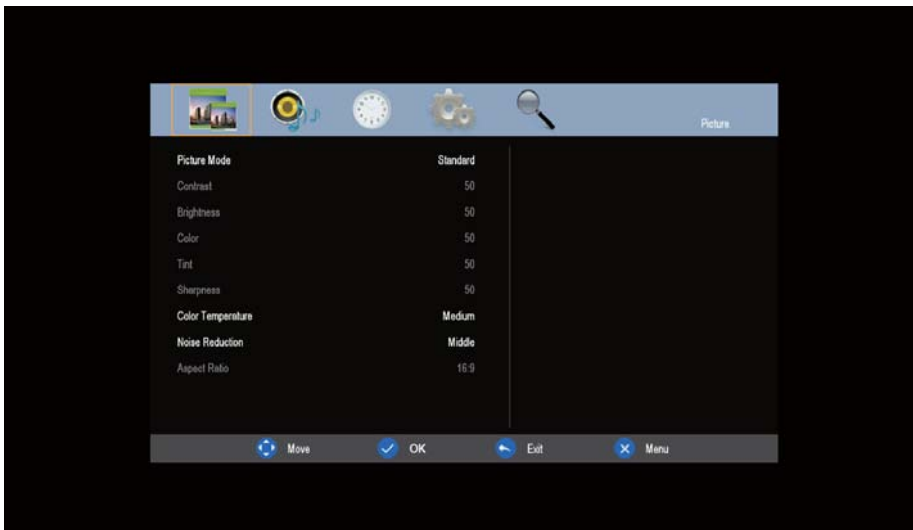 Picture
Picture Mode Standard
Contrast 50
Brightness 50
Color 50
Tint 50
Sharpness 50
Color Temperature Medium
Noise Reduction Middle
Aspect Ratio 16:9
Move OK Exit Menu